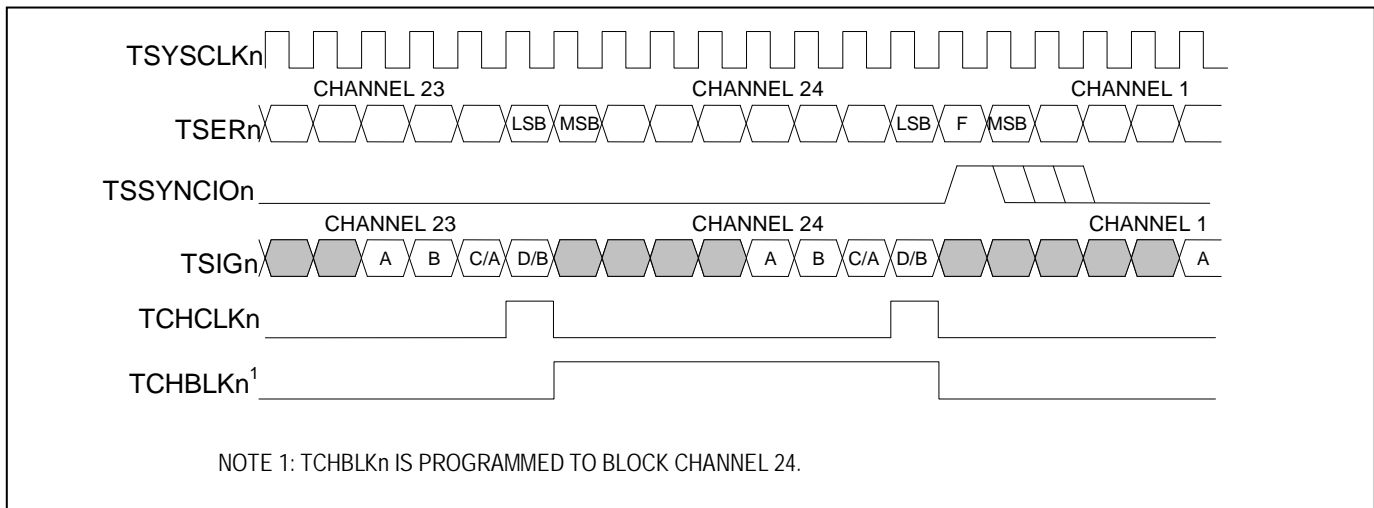 TSYSCLKn
CHANNEL 23 CHANNEL 24 CHANNEL 1
TSERn LSB MSB LSB F MSB
TSSYNCIOn
CHANNEL 23 CHANNEL 24 CHANNEL 1
TSIGn A B C/A D/B A B C/A D/B A
TCHCLKn
TCHBLKn¹
NOTE 1: TCHBLKn IS PROGRAMMED TO BLOCK CHANNEL 24.